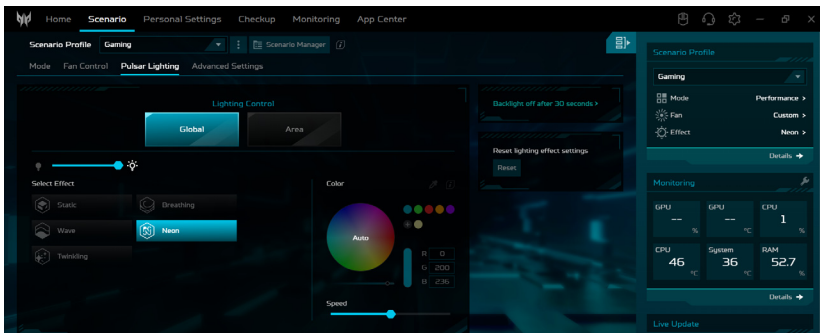 Home Scenario Personal Settings Checkup Monitoring App Center
Scenario Profile Gaming Scenario Manager
Mode Fan Control Pulsar Lighting Advanced Settings
Lighting Control
Global Area
Select Effect
Static Breathing
Wave Neon
Twinkling
Color
Auto
R 0
G 200
B 236
Speed
Backlight off after 30 seconds >
Reset lighting effect settings
Reset
Scenario Profile
Gaming
Mode Performance >
Fan Custom >
Effect Neon >
Details →
Monitoring
GPU GPU CPU
-- -- 1
% °C %
CPU System RAM
46 36 52.7
°C °C %
Details →
Live Update